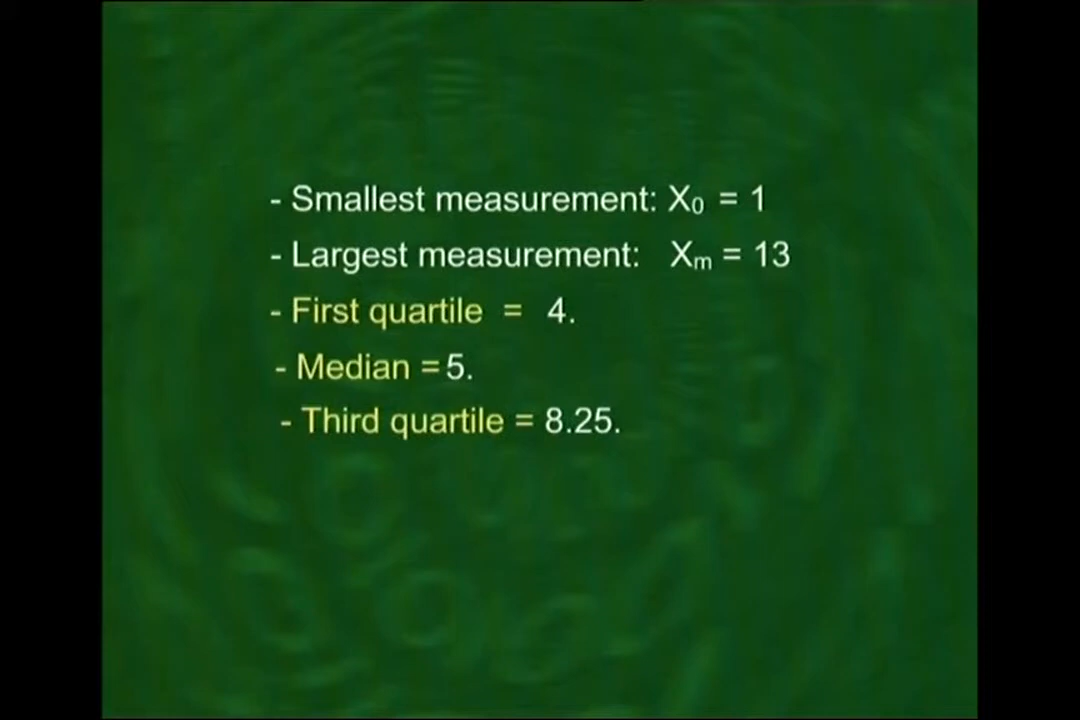 - Smallest measurement: X₀ = 1
- Largest measurement: Xₘ = 13
- First quartile = 4.
- Median = 5.
- Third quartile = 8.25.